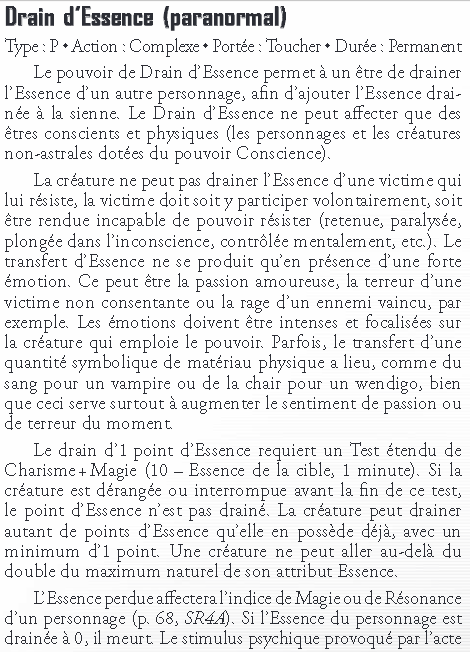 Drain d'Essence (paranormal)
Type : P • Action : Complexe • Portée : Toucher • Durée : Permanent
Le pouvoir de Drain d'Essence permet à un être de drainer
l'Essence d'un autre personnage, afin d'ajouter l'Essence drai-
née à la sienne. Le Drain d'Essence ne peut affecter que des
êtres conscients et physiques (les personnages et les créatures
non-astrales dotées du pouvoir Conscience).
La créature ne peut pas drainer l'Essence d'une victime qui
lui résiste, la victime doit soit y participer volontairement, soit
être rendue incapable de pouvoir résister (retenue, paralysée,
plongée dans l'inconscience, contrôlée mentalement, etc.). Le
transfert d'Essence ne se produit qu'en présence d'une forte
émotion. Ce peut être la passion amoureuse, la terreur d'une
victime non consentante ou la rage d'un ennemi vaincu, par
exemple. Les émotions doivent être intenses et focalisées sur
la créature qui emploie le pouvoir. Parfois, le transfert d'une
quantité symbolique de matériau physique a lieu, comme du
sang pour un vampire ou de la chair pour un wendigo, bien
que ceci serve surtout à augmenter le sentiment de passion ou
de terreur du moment.
Le drain d'1 point d'Essence requiert un Test étendu de
Charisme + Magie (10 – Essence de la cible, 1 minute). Si la
créature est dérangée ou interrompue avant la fin de ce test,
le point d'Essence n'est pas drainé. La créature peut drainer
autant de points d'Essence qu'elle en possède déjà, avec un
minimum d'1 point. Une créature ne peut aller au-delà du
double du maximum naturel de son attribut Essence.
L'Essence perdue affectera l'indice de Magie ou de Résonance
d'un personnage (p. 68, SR4A). Si l'Essence du personnage est
drainée à 0, il meurt. Le stimulus psychique provoqué par l'acte